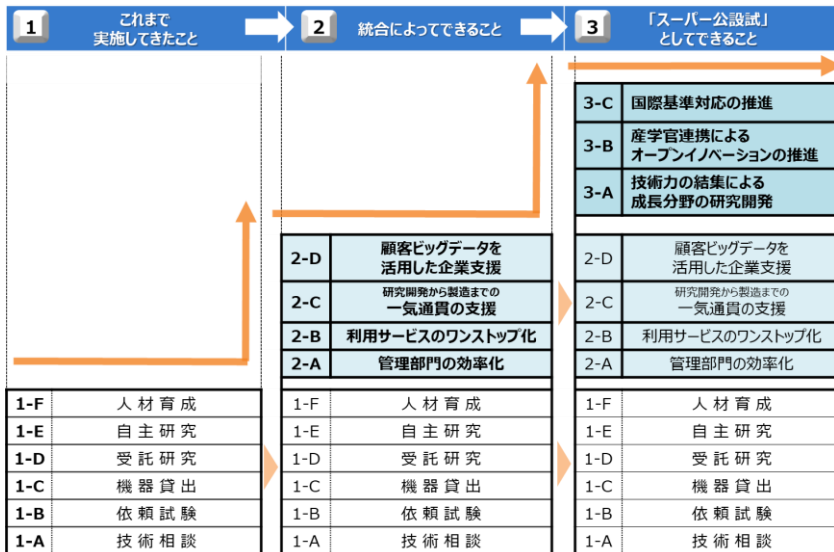 1
これまで
実施してきたこと
2
統合によってできること
3
「スーパー公設試」
としてできること
3-C 国際基準対応の推進
3-B 産学官連携による
オープンイノベーションの推進
3-A 技術力の結集による
成長分野の研究開発
2-D 顧客ビッグデータを
活用した企業支援
2-C 研究開発から製造までの
一気通貫の支援
2-B 利用サービスのワンストップ化
2-A 管理部門の効率化
2-D 顧客ビッグデータを
活用した企業支援
2-C 研究開発から製造までの
一気通貫の支援
2-B 利用サービスのワンストップ化
2-A 管理部門の効率化
1-F 人材育成
1-E 自主研究
1-D 受託研究
1-C 機器貸出
1-B 依頼試験
1-A 技術相談
1-F 人材育成
1-E 自主研究
1-D 受託研究
1-C 機器貸出
1-B 依頼試験
1-A 技術相談
1-F 人材育成
1-E 自主研究
1-D 受託研究
1-C 機器貸出
1-B 依頼試験
1-A 技術相談